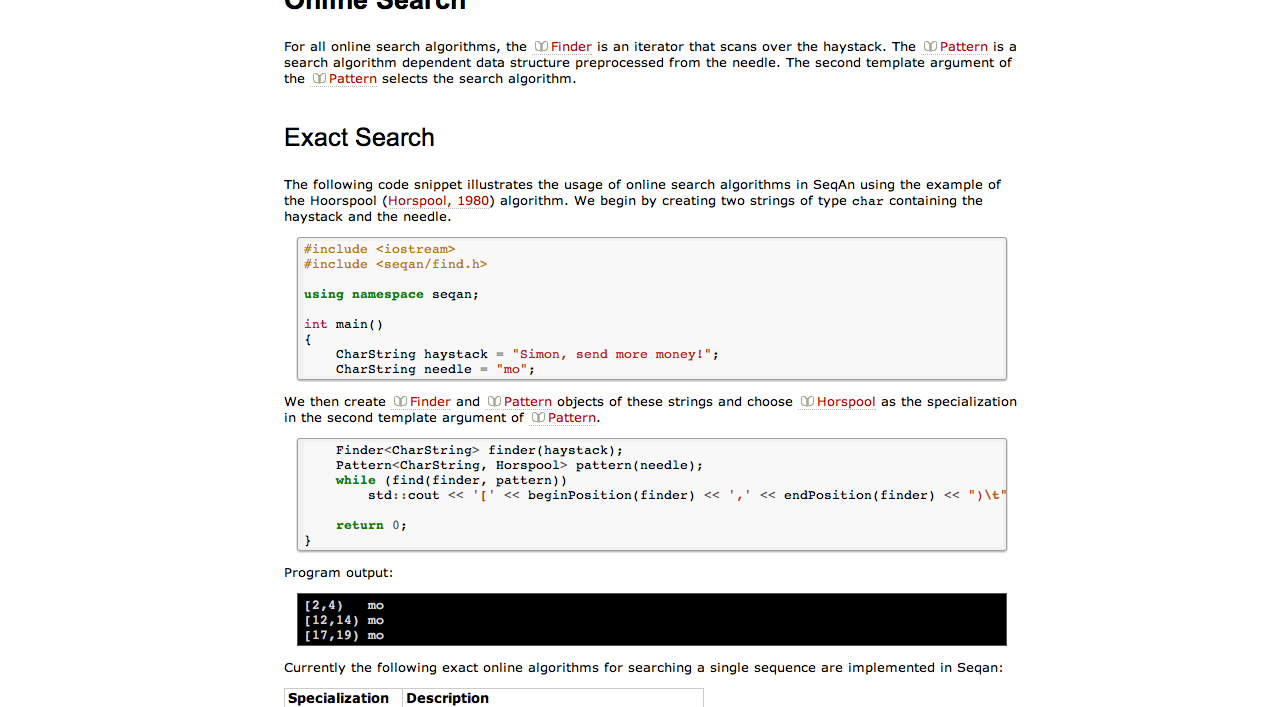 Online Search
For all online search algorithms, the Finder is an iterator that scans over the haystack. The Pattern is a
search algorithm dependent data structure preprocessed from the needle. The second template argument of
the Pattern selects the search algorithm.
Exact Search
The following code snippet illustrates the usage of online search algorithms in SeqAn using the example of
the Hoorspool (Horspool, 1980) algorithm. We begin by creating two strings of type char containing the
haystack and the needle.
#include <iostream>
#include <seqan/find.h>
using namespace seqan;
int main()
{
CharString haystack = "Simon, send more money!";
CharString needle = "mo";
We then create Finder and Pattern objects of these strings and choose Horspool as the specialization
in the second template argument of Pattern.
Finder<CharString> finder(haystack);
Pattern<CharString, Horspool> pattern(needle);
while (find(finder, pattern))
std::cout << '[' << beginPosition(finder) << ',' << endPosition(finder) << ")\t"
return 0;
}
Program output:
[2,4) mo
[12,14) mo
[17,19) mo
Currently the following exact online algorithms for searching a single sequence are implemented in Seqan:
Specialization Description